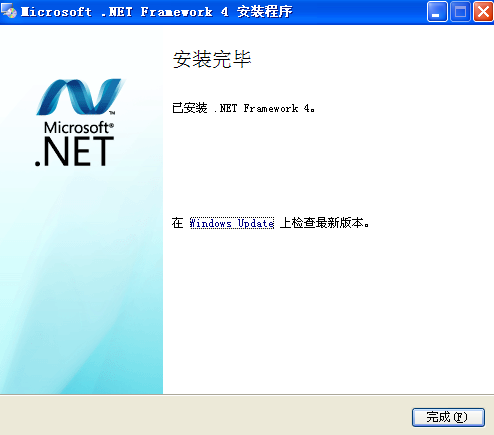 Microsoft .NET Framework 4 安装程序
安装完毕
已安装 .NET Framework 4。
Microsoft®
.NET
TM
在 Windows Update 上检查最新版本。
完成(F)